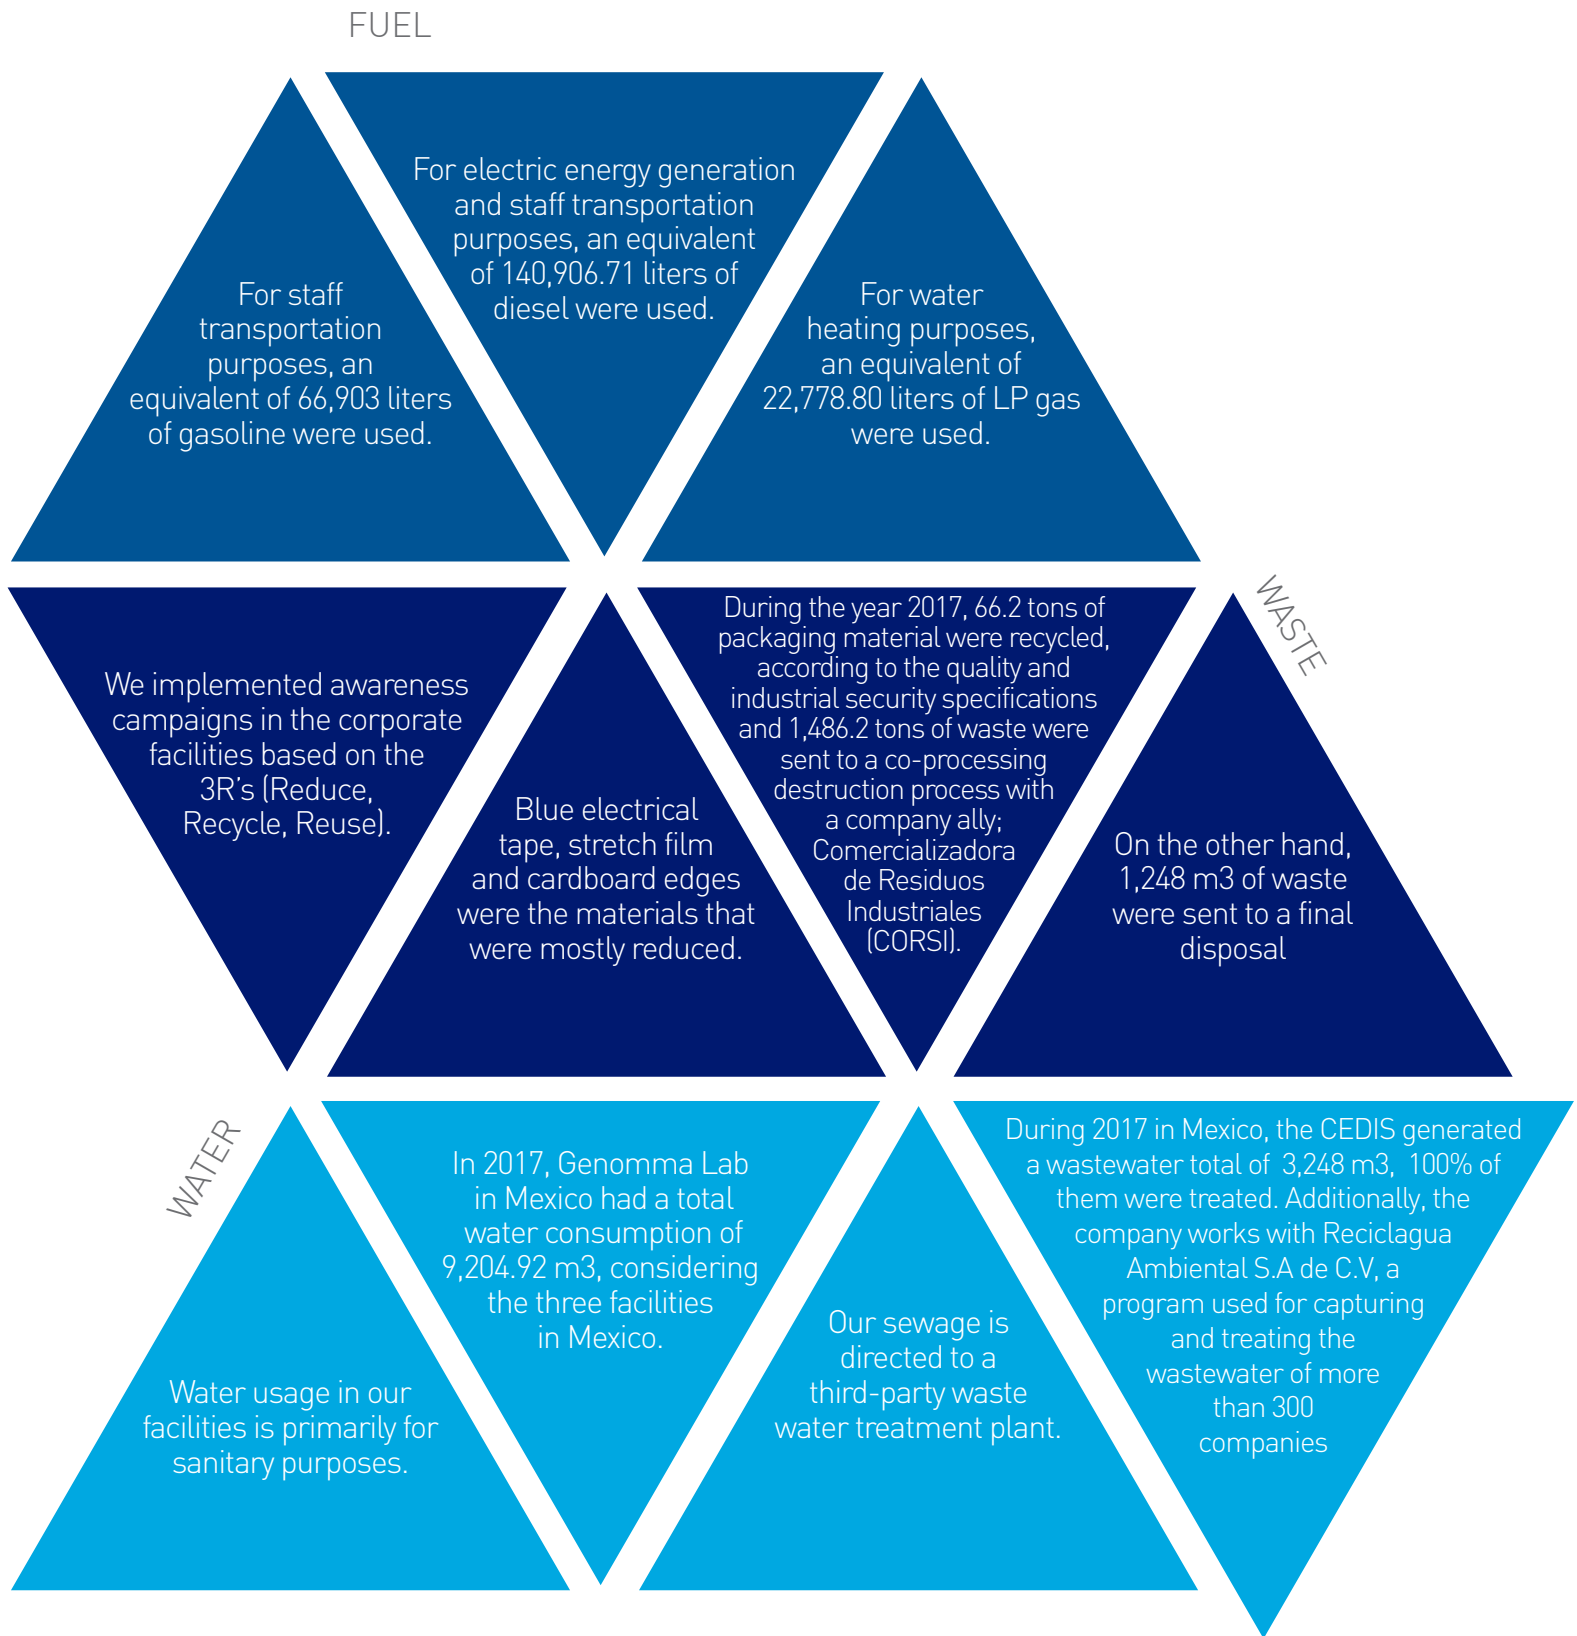 FUEL
For staff
transportation
purposes, an
equivalent of 66,903 liters
of gasoline were used.
For electric energy generation
and staff transportation
purposes, an equivalent
of 140,906.71 liters of
diesel were used.
For water
heating purposes,
an equivalent of
22,778.80 liters of LP gas
were used.
WASTE
We implemented awareness
campaigns in the corporate
facilities based on the
3R's (Reduce,
Recycle, Reuse).
Blue electrical
tape, stretch film
and cardboard edges
were the materials that
were mostly reduced.
During the year 2017, 66.2 tons of
packaging material were recycled,
according to the quality and
industrial security specifications
and 1,486.2 tons of waste were
sent to a co-processing
destruction process with
a company ally;
Comercializadora
de Residuos
Industriales
(CORSI).
On the other hand,
1,248 m3 of waste
were sent to a final
disposal
WATER
Water usage in our
facilities is primarily for
sanitary purposes.
In 2017, Genomma Lab
in Mexico had a total
water consumption of
9,204.92 m3, considering
the three facilities
in Mexico.
Our sewage is
directed to a
third-party waste
water treatment plant.
During 2017 in Mexico, the CEDIS generated
a wastewater total of  3,248 m3,  100% of
them were treated. Additionally, the
company works with Reciclagua
Ambiental S.A de C.V, a
program used for capturing
and treating the
wastewater of more
than 300
companies